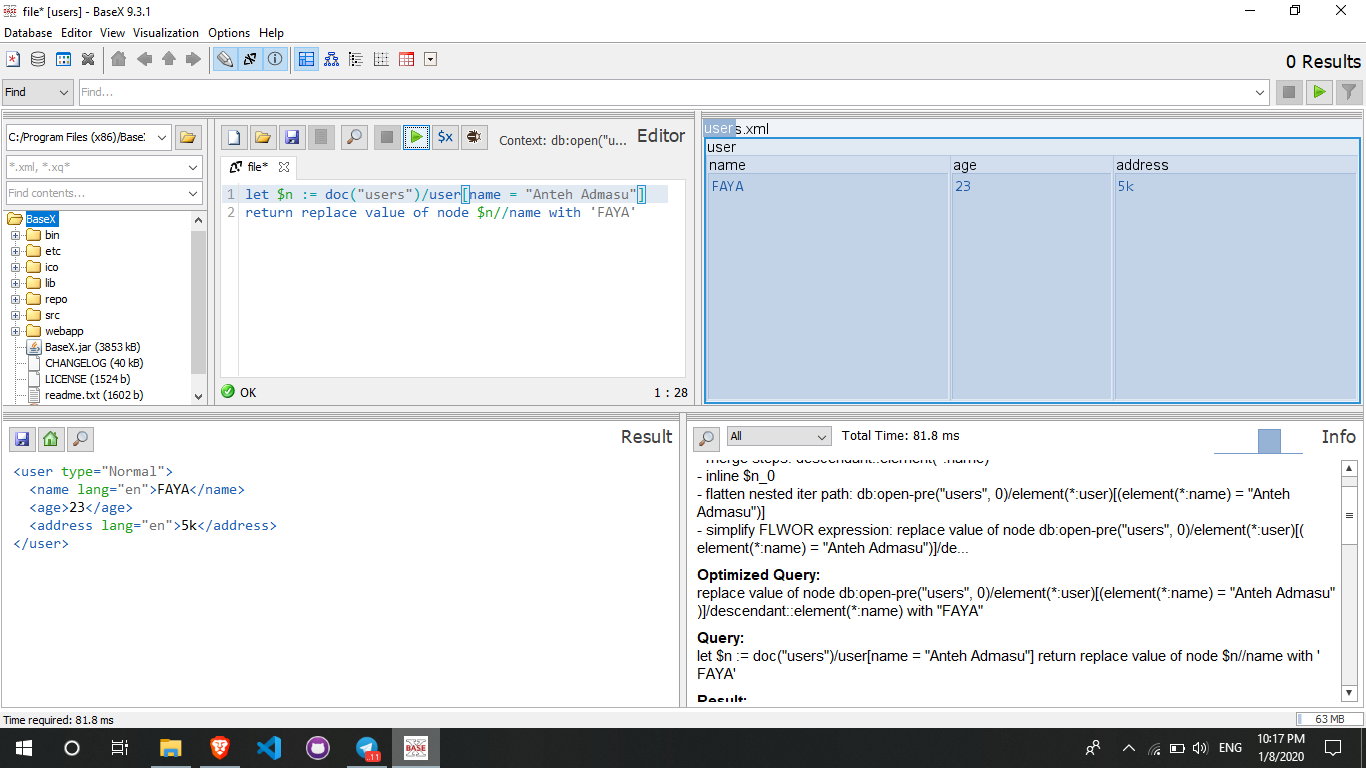 file* [users] - BaseX 9.3.1
Database Editor View Visualization Options Help
0 Results
Find Find...
C:/Program Files (x86)/Base
*.xml, *.xq*
Find contents...
BaseX
bin
etc
ico
lib
repo
src
webapp
BaseX.jar (3853 kB)
CHANGELOG (40 kB)
LICENSE (1524 b)
readme.txt (1602 b)
$x Context: db:open("u... Editor
file*
1 let $n := doc("users")/user[name = "Anteh Admasu"]
2 return replace value of node $n//name with 'FAYA'
OK 1 : 28
users.xml
user
name age address
FAYA 23 5k
Result
<user type="Normal">
<name lang="en">FAYA</name>
<age>23</age>
<address lang="en">5k</address>
</user>
All Total Time: 81.8 ms Info
- merge steps: descendant::element(*:name)
- inline $n_0
- flatten nested iter path: db:open-pre("users", 0)/element(*:user)[(element(*:name) = "Anteh
Admasu")]
- simplify FLWOR expression: replace value of node db:open-pre("users", 0)/element(*:user)[(
element(*:name) = "Anteh Admasu")]/de...
Optimized Query:
replace value of node db:open-pre("users", 0)/element(*:user)[(element(*:name) = "Anteh Admasu"
)]/descendant::element(*:name) with "FAYA"
Query:
let $n := doc("users")/user[name = "Anteh Admasu"] return replace value of node $n//name with '
FAYA'
Result:
Time required: 81.8 ms
63 MB
.11
BASE
ENG
10:17 PM
1/8/2020